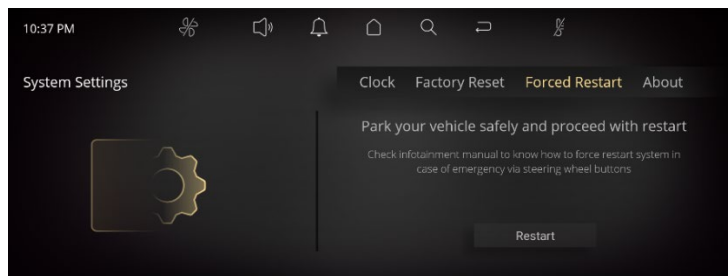 10:37 PM
System Settings
Clock Factory Reset Forced Restart About
Park your vehicle safely and proceed with restart
Check infotainment manual to know how to force restart system in
case of emergency via steering wheel buttons
Restart